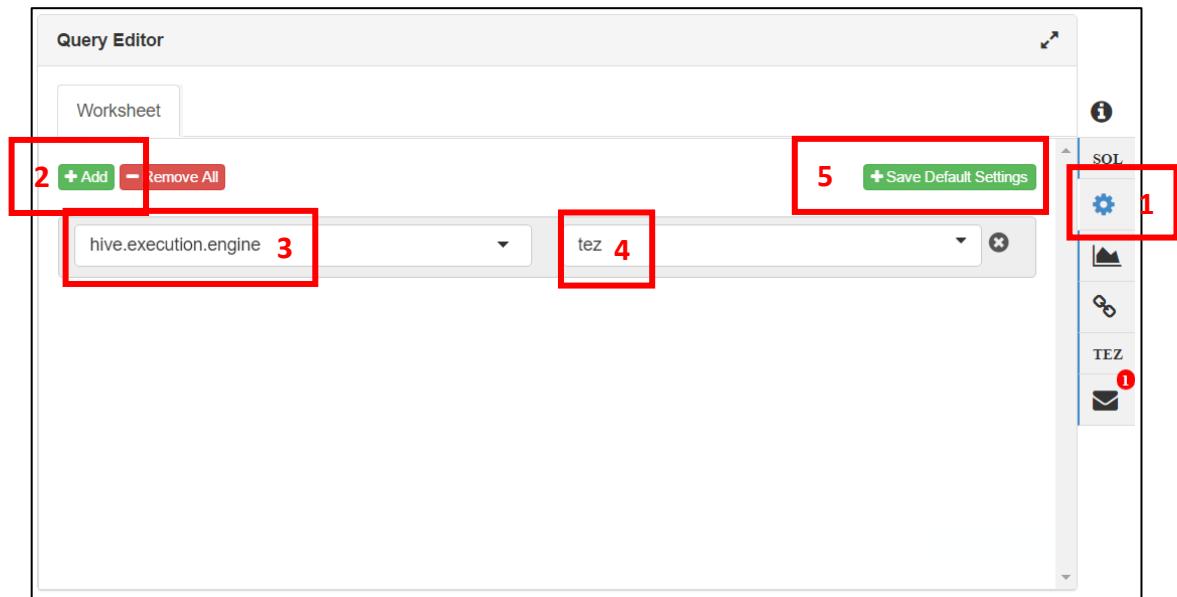 Query Editor
Worksheet
2 + Add − Remove All 5 + Save Default Settings
hive.execution.engine 3 tez 4
SQL
1
TEZ
1